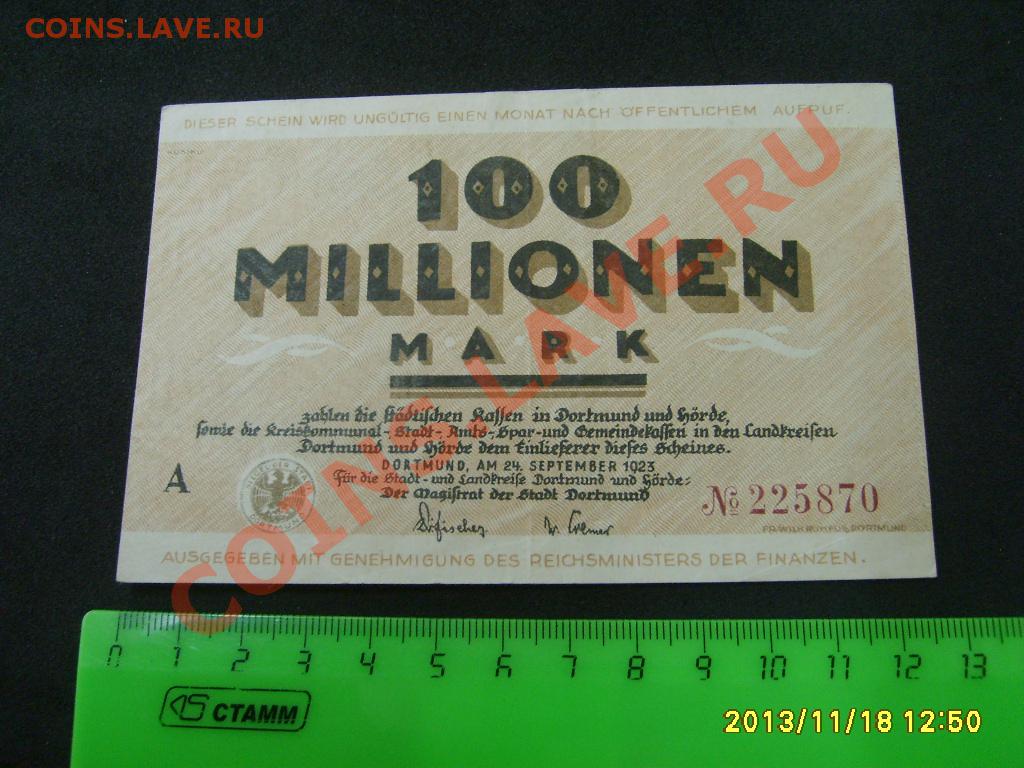 COINS.LAVE.RU
DIESER SCHEIN WIRD UNGÜLTIG EINEN MONAT NACH ÖFFENTLICHEM AUFRUF.
100
MILLIONEN
MARK
zahlen die städtischen Kassen in Dortmund und Hörde,
sowie die Kreiskommunal-, Stadt-, Amts-, Spar- und Gemeindekassen in den Landkreisen
Dortmund und Hörde dem Einlieferer dieses Scheines.
DORTMUND, AM 24. SEPTEMBER 1923
Für die Stadt- und Landkreise Dortmund und Hörde:
Der Magistrat der Stadt Dortmund
A
№ 225870
DORTMUND
AUSGEGEBEN MIT GENEHMIGUNG DES REICHSMINISTERS DER FINANZEN.
COINS.LAVE.RU
0 1 2 3 4 5 6 7 8 9 10 11 12 13
СТАММ
2013/11/18 12:50